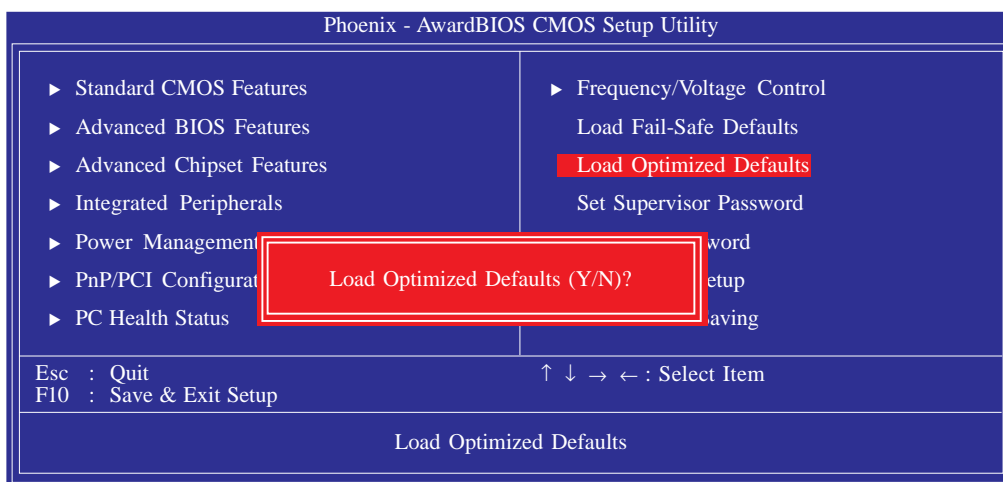 Phoenix - AwardBIOS CMOS Setup Utility
▶ Standard CMOS Features
▶ Advanced BIOS Features
▶ Advanced Chipset Features
▶ Integrated Peripherals
▶ Power Management
▶ PnP/PCI Configurat
▶ PC Health Status
▶ Frequency/Voltage Control
Load Fail-Safe Defaults
Load Optimized Defaults
Set Supervisor Password
word
etup
aving
Load Optimized Defaults (Y/N)?
Esc : Quit
F10 : Save & Exit Setup
↑ ↓ → ← : Select Item
Load Optimized Defaults